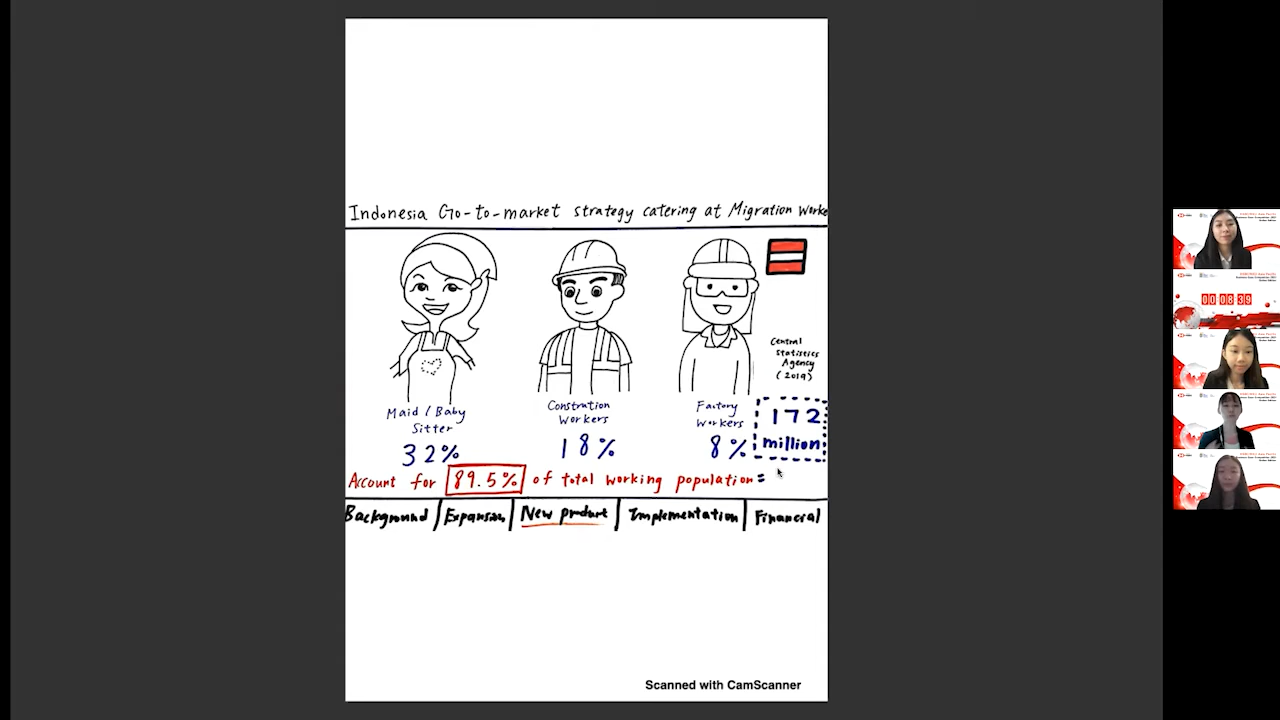 Indonesia Go-to-market strategy catering at Migration Worke
Central
Statistics
Agency
(2019)
Maid / Baby
Sitter
32%
Constration
Workers
18%
Factory
Workers
8%
172
million
Account for 89.5% of total working population =
Background
Expansion
New product
Implementation
Financial
Scanned with CamScanner
00 08 39